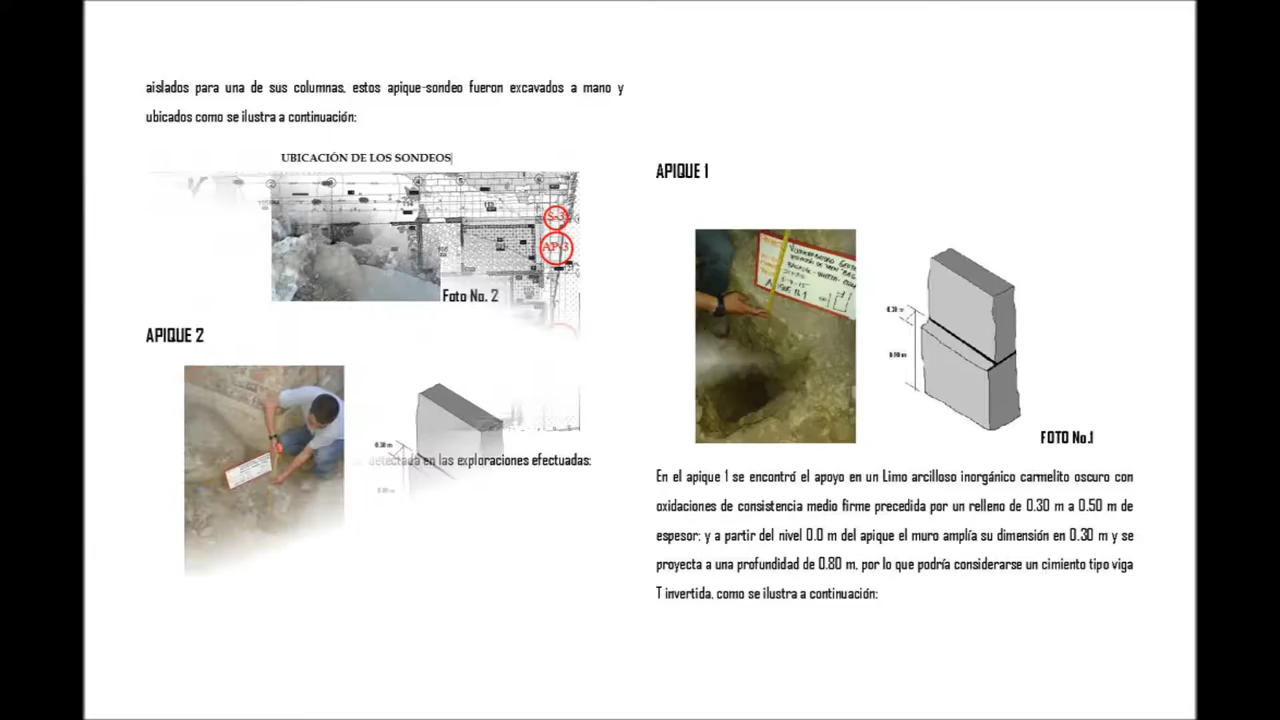 aislados para una de sus columnas, estos apique-sondeo fueron excavados a mano y
ubicados como se ilustra a continuación:
UBICACIÓN DE LOS SONDEOS
S-3
AP-3
Foto No. 2
APIQUE 2
0.30 m
detectada en las exploraciones efectuadas:
APIQUE 1
APIQUE N.1
0.30 m
0.50 m
FOTO No.1
En el apique 1 se encontró el apoyo en un Limo arcilloso inorgánico carmelito oscuro con
oxidaciones de consistencia medio firme precedida por un relleno de 0.30 m a 0.50 m de
espesor; y a partir del nivel 0.0 m del apique el muro amplía su dimensión en 0.30 m y se
proyecta a una profundidad de 0.80 m, por lo que podría considerarse un cimiento tipo viga
T invertida, como se ilustra a continuación: